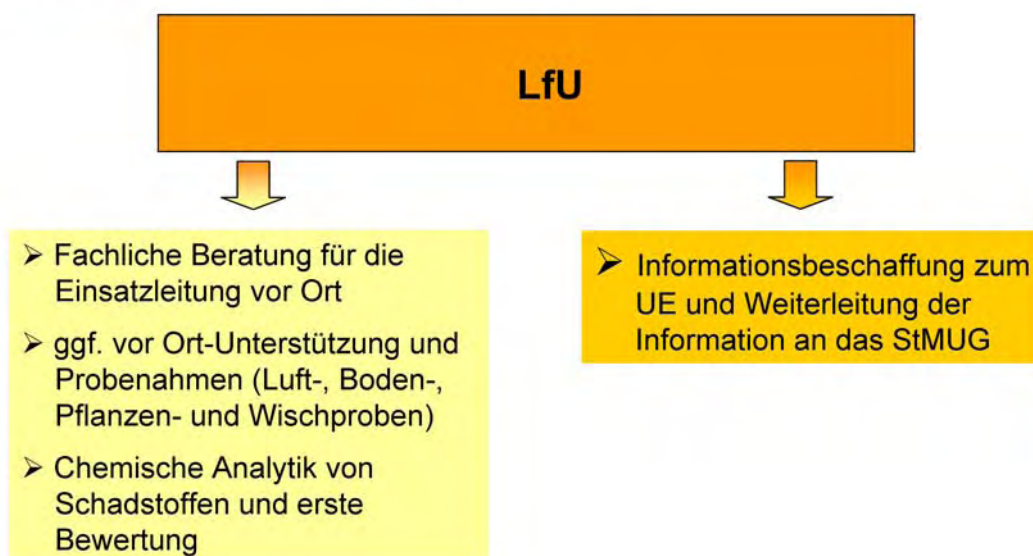 LfU
➢ Fachliche Beratung für die
Einsatzleitung vor Ort
➢ ggf. vor Ort-Unterstützung und
Probenahmen (Luft-, Boden-,
Pflanzen- und Wischproben)
➢ Chemische Analytik von
Schadstoffen und erste
Bewertung
➢ Informationsbeschaffung zum
UE und Weiterleitung der
Information an das StMUG